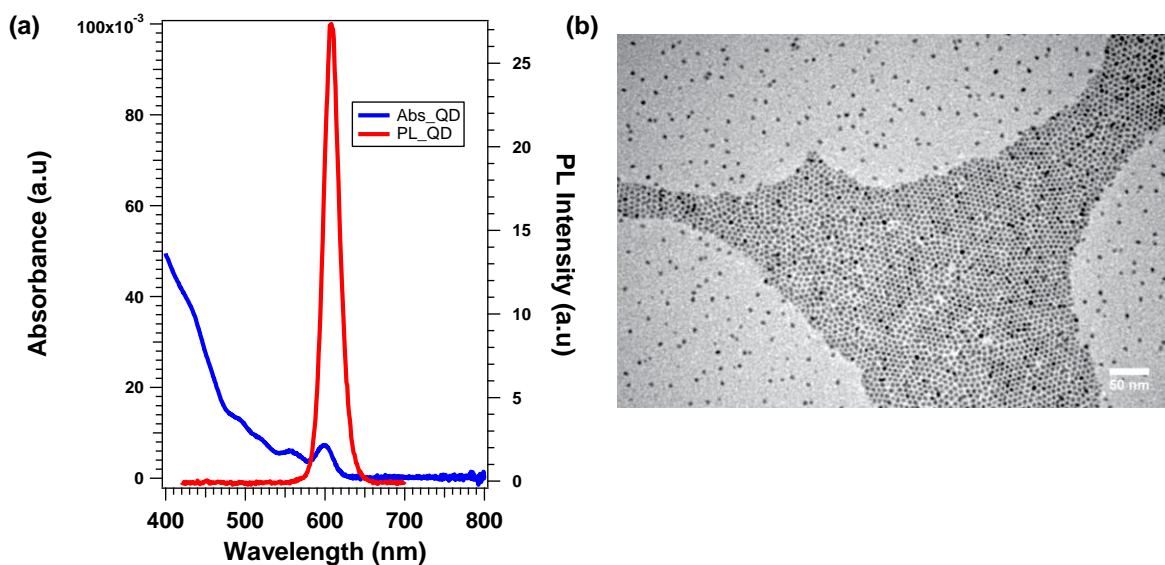 (a)
100x10-3
80
60
40
20
0
Absorbance (a.u)
400 500 600 700 800
Wavelength (nm)
25
20
15
10
5
0
PL Intensity (a.u)
Abs_QD
PL_QD
(b)
50 nm